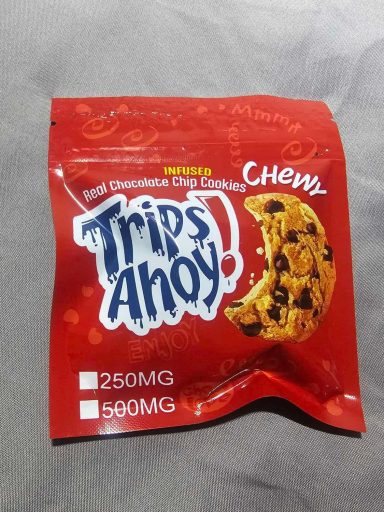 Mmmm
INFUSED
Real Chocolate Chip Cookies
CHEWY
Trips
Ahoy!
ENJOY
250MG
500MG